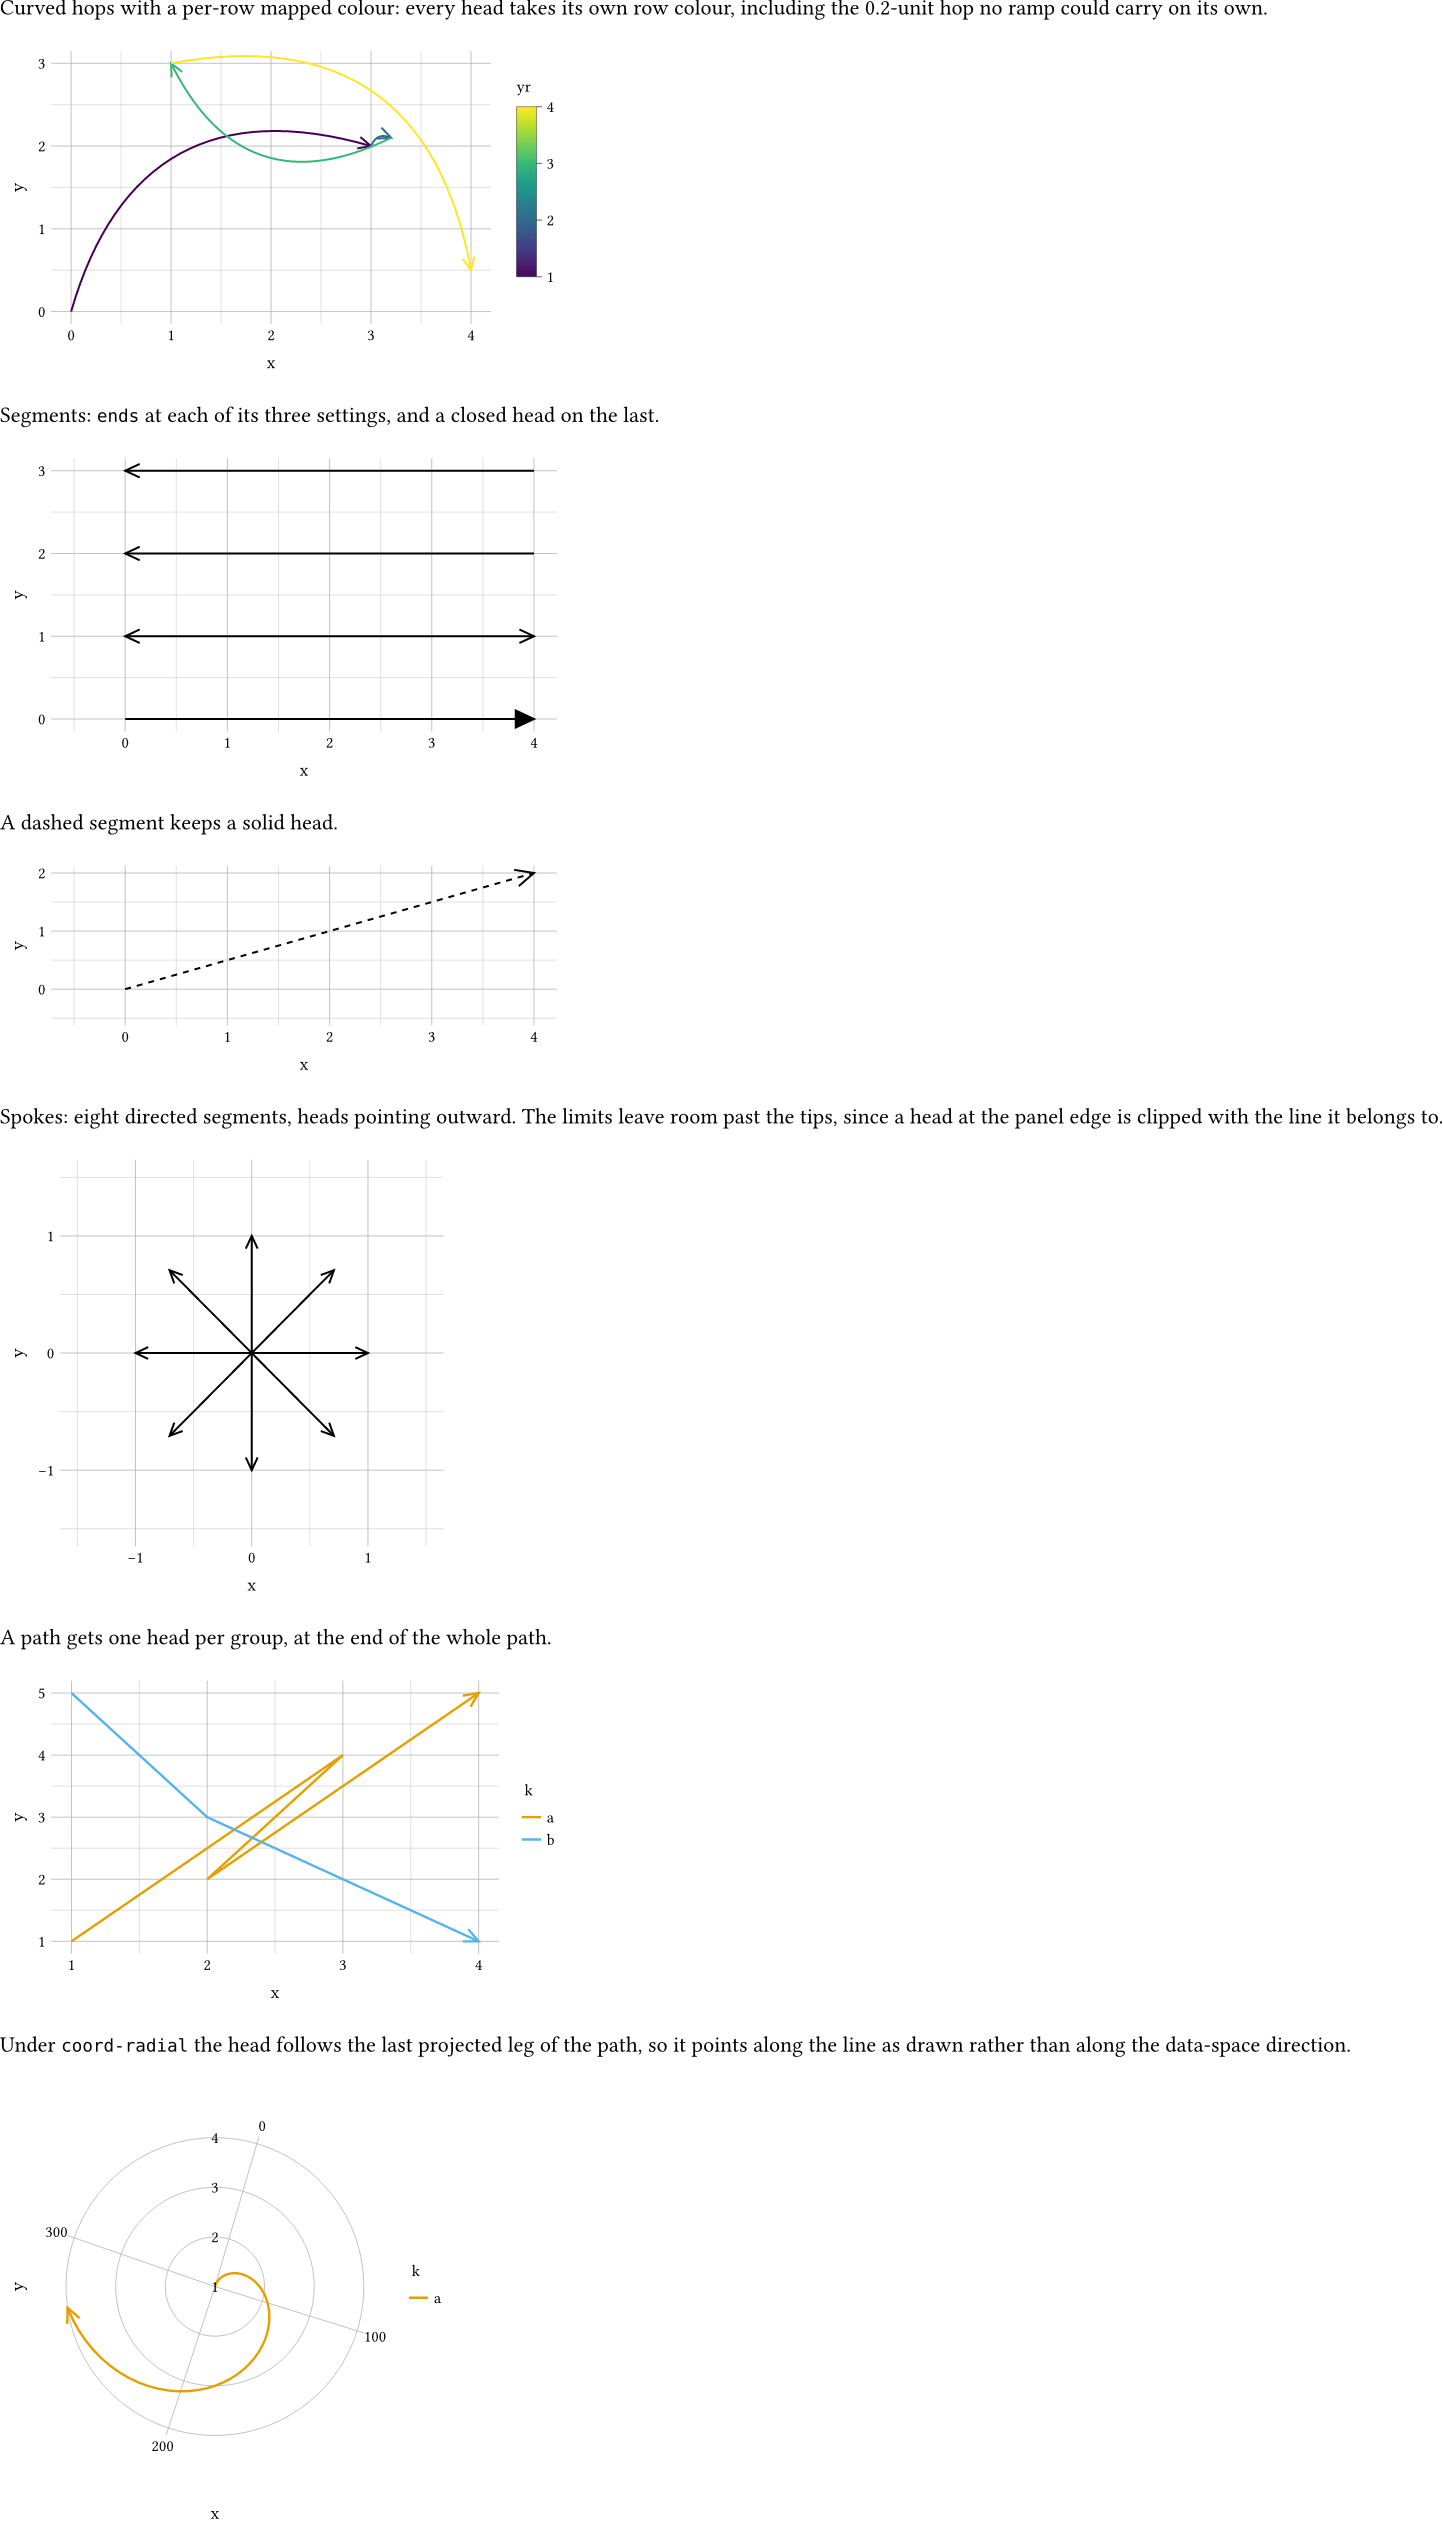 Curved hops with a per-row mapped colour: every head takes its own row colour, including the 0.2-unit hop no ramp could carry on its own.
3
2
1
0
y
0 1 2 3 4
x
yr
4
3
2
1
Segments: ends at each of its three settings, and a closed head on the last.
3
2
1
0
y
0 1 2 3 4
x
A dashed segment keeps a solid head.
2
1
0
y
0 1 2 3 4
x
Spokes: eight directed segments, heads pointing outward. The limits leave room past the tips, since a head at the panel edge is clipped with the line it belongs to.
1
0
−1
y
−1 0 1
x
A path gets one head per group, at the end of the whole path.
5
4
3
2
1
y
1 2 3 4
x
k
a
b
Under coord-radial the head follows the last projected leg of the path, so it points along the line as drawn rather than along the data-space direction.
0
4
3
300
2
1
y
100
200
x
k
a